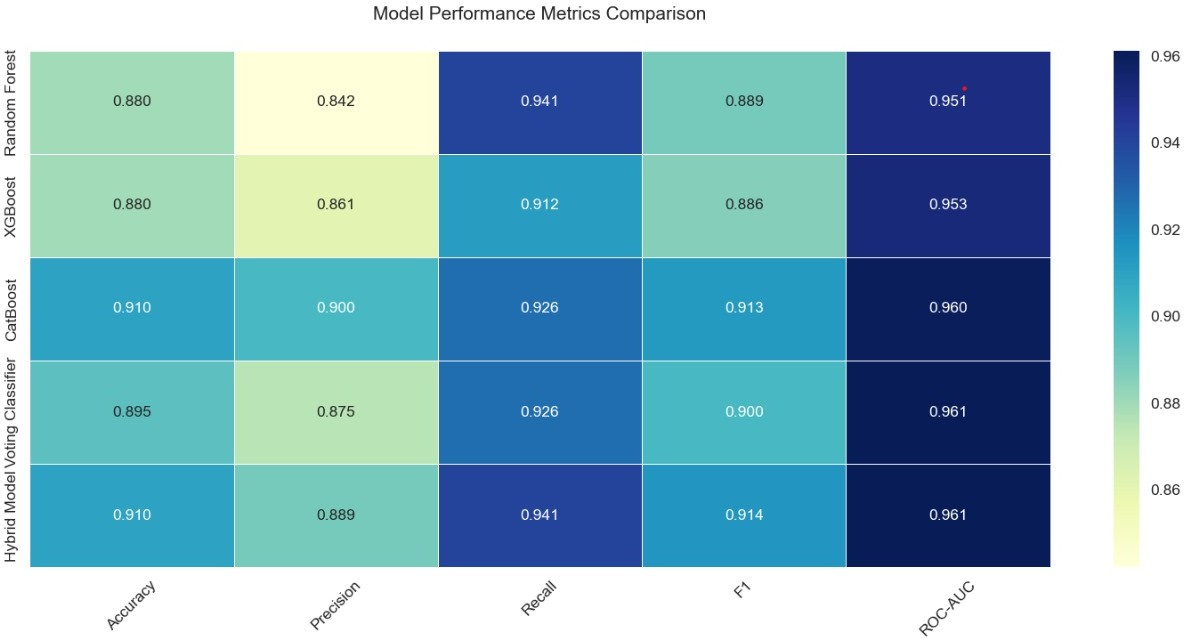 Model Performance Metrics Comparison
Random Forest 0.880 0.842 0.941 0.889 0.951
XGBoost 0.880 0.861 0.912 0.886 0.953
CatBoost 0.910 0.900 0.926 0.913 0.960
Voting Classifier 0.895 0.875 0.926 0.900 0.961
Hybrid Model 0.910 0.889 0.941 0.914 0.961
Accuracy Precision Recall F1 ROC-AUC
0.96
0.94
0.92
0.90
0.88
0.86